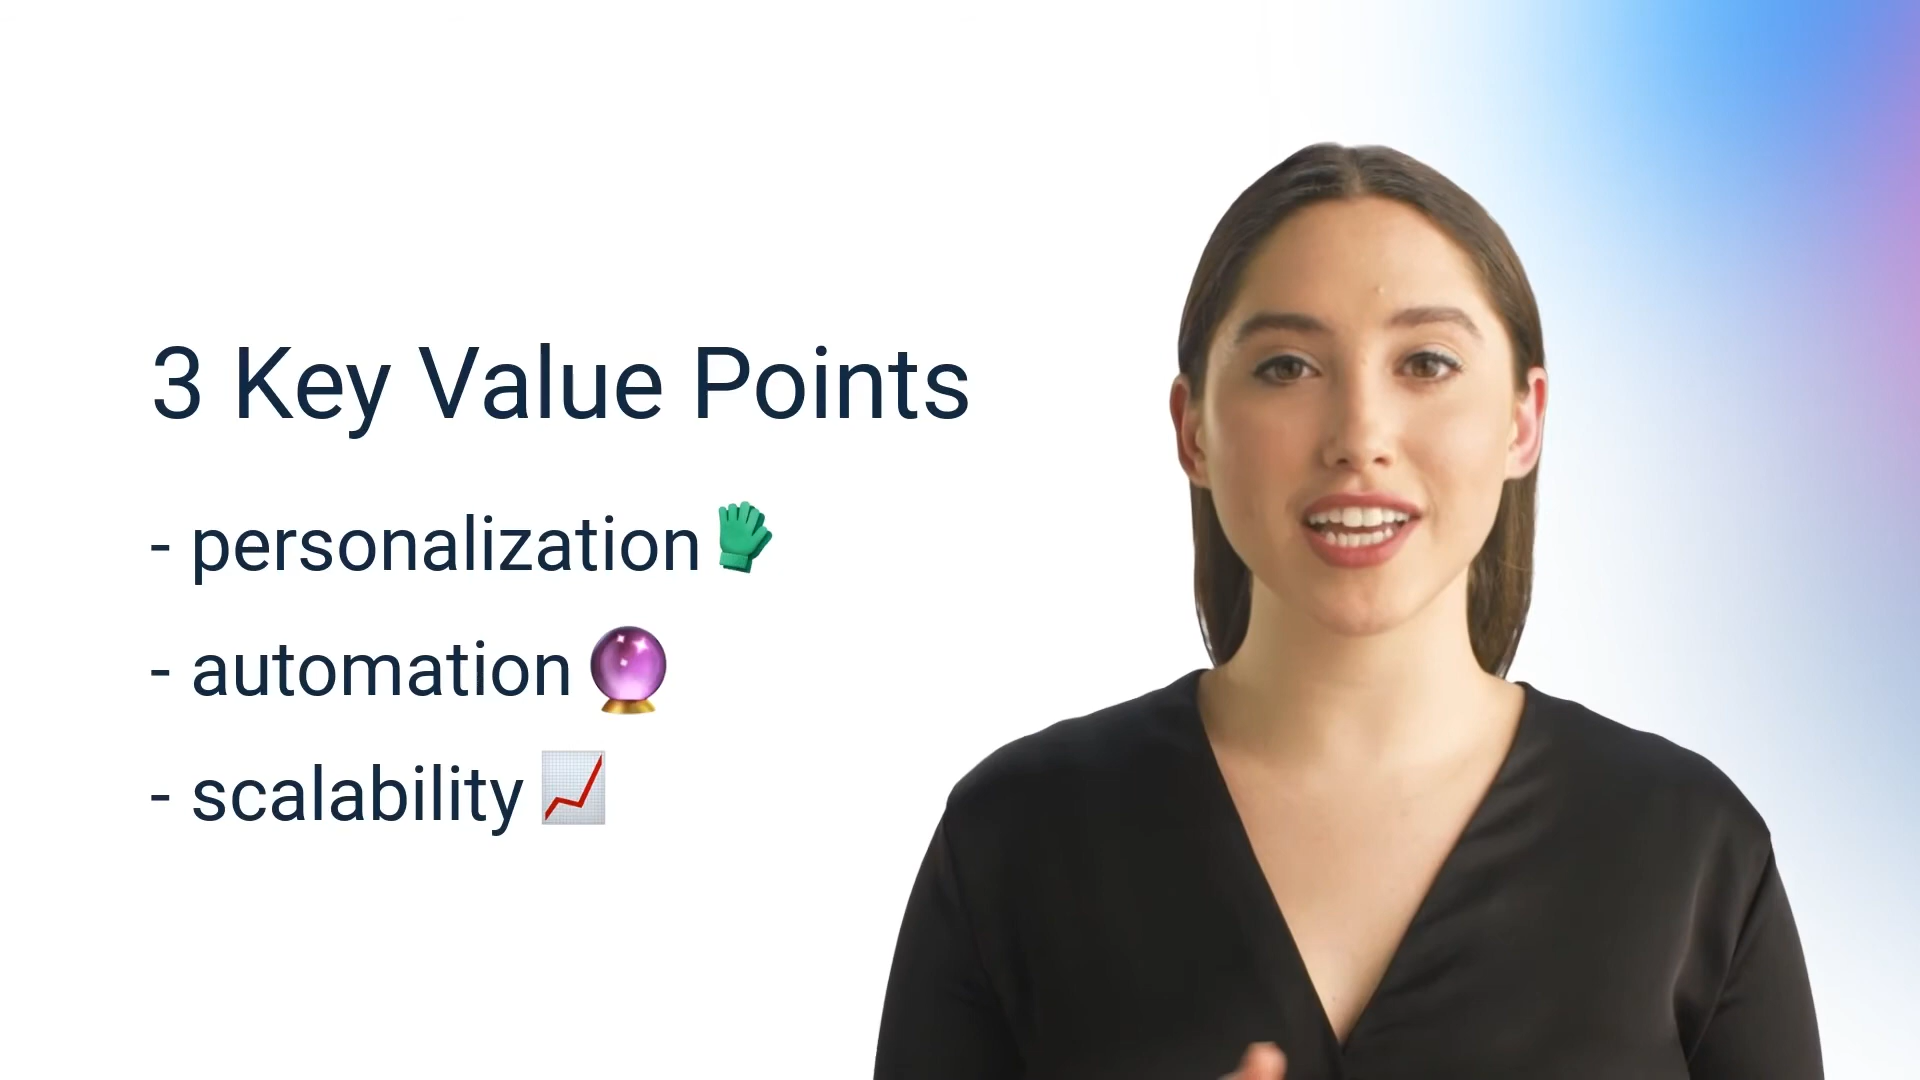 3 Key Value Points
- personalization 🧤
- automation 🔮
- scalability 📈